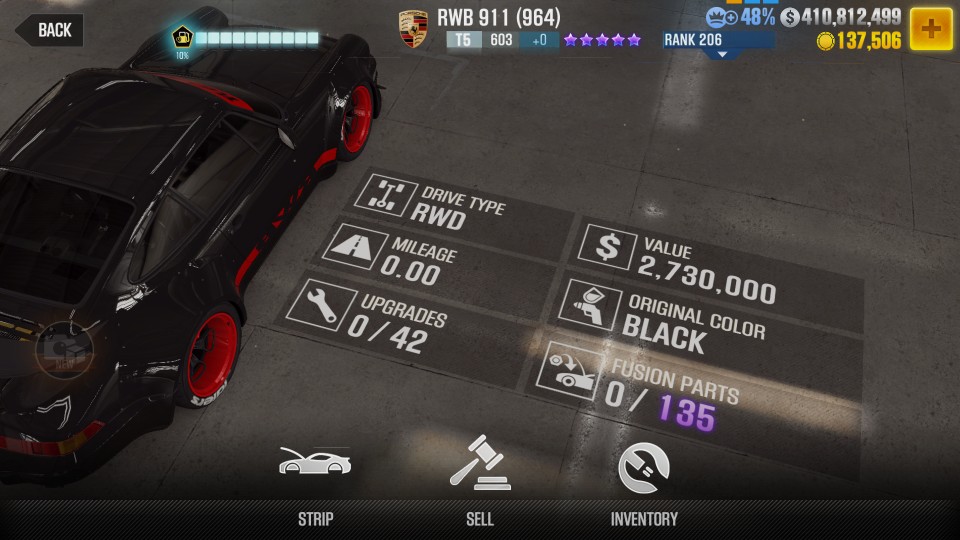 BACK
10%
RWB 911 (964)
T5 603 +0
48%
410,812,499
RANK 206
137,506
DRIVE TYPE
RWD
MILEAGE
0.00
UPGRADES
0/42
VALUE
2,730,000
ORIGINAL COLOR
BLACK
FUSION PARTS
0/135
NEW
STRIP
SELL
INVENTORY